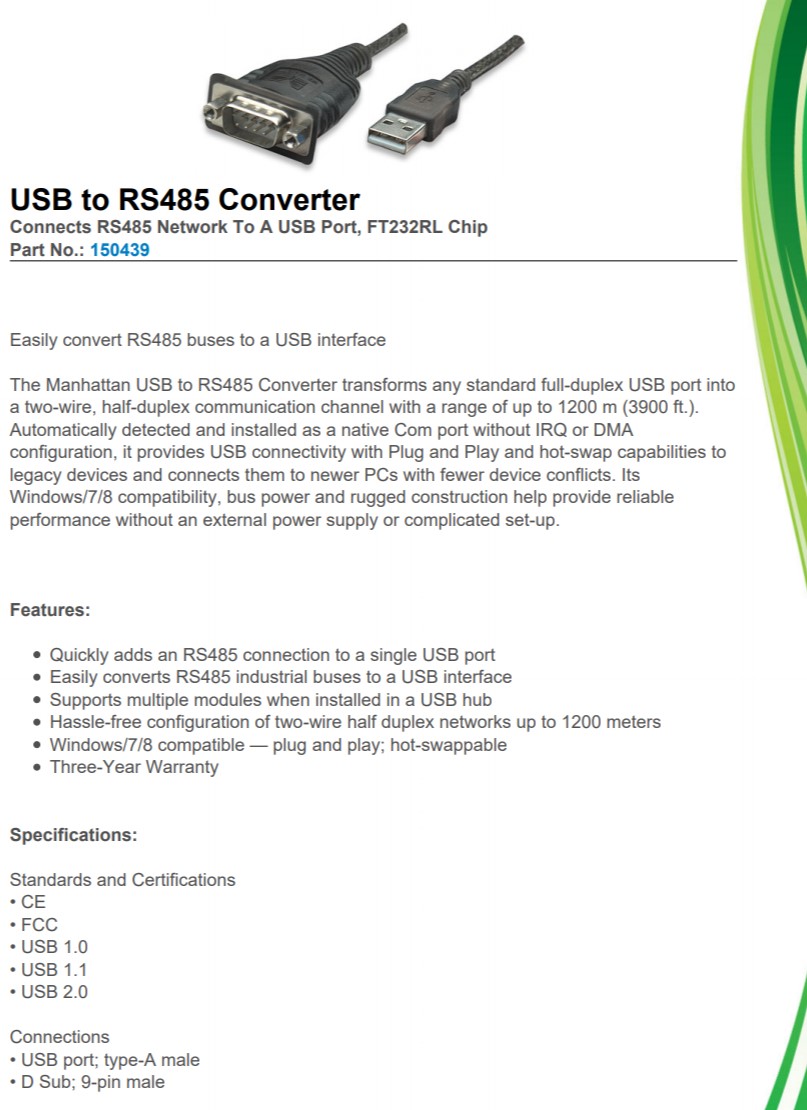 USB to RS485 Converter
Connects RS485 Network To A USB Port, FT232RL Chip
Part No.: 150439
Easily convert RS485 buses to a USB interface
The Manhattan USB to RS485 Converter transforms any standard full-duplex USB port into
a two-wire, half-duplex communication channel with a range of up to 1200 m (3900 ft.).
Automatically detected and installed as a native Com port without IRQ or DMA
configuration, it provides USB connectivity with Plug and Play and hot-swap capabilities to
legacy devices and connects them to newer PCs with fewer device conflicts. Its
Windows/7/8 compatibility, bus power and rugged construction help provide reliable
performance without an external power supply or complicated set-up.
Features:
• Quickly adds an RS485 connection to a single USB port
• Easily converts RS485 industrial buses to a USB interface
• Supports multiple modules when installed in a USB hub
• Hassle-free configuration of two-wire half duplex networks up to 1200 meters
• Windows/7/8 compatible — plug and play; hot-swappable
• Three-Year Warranty
Specifications:
Standards and Certifications
• CE
• FCC
• USB 1.0
• USB 1.1
• USB 2.0
Connections
• USB port; type-A male
• D Sub; 9-pin male